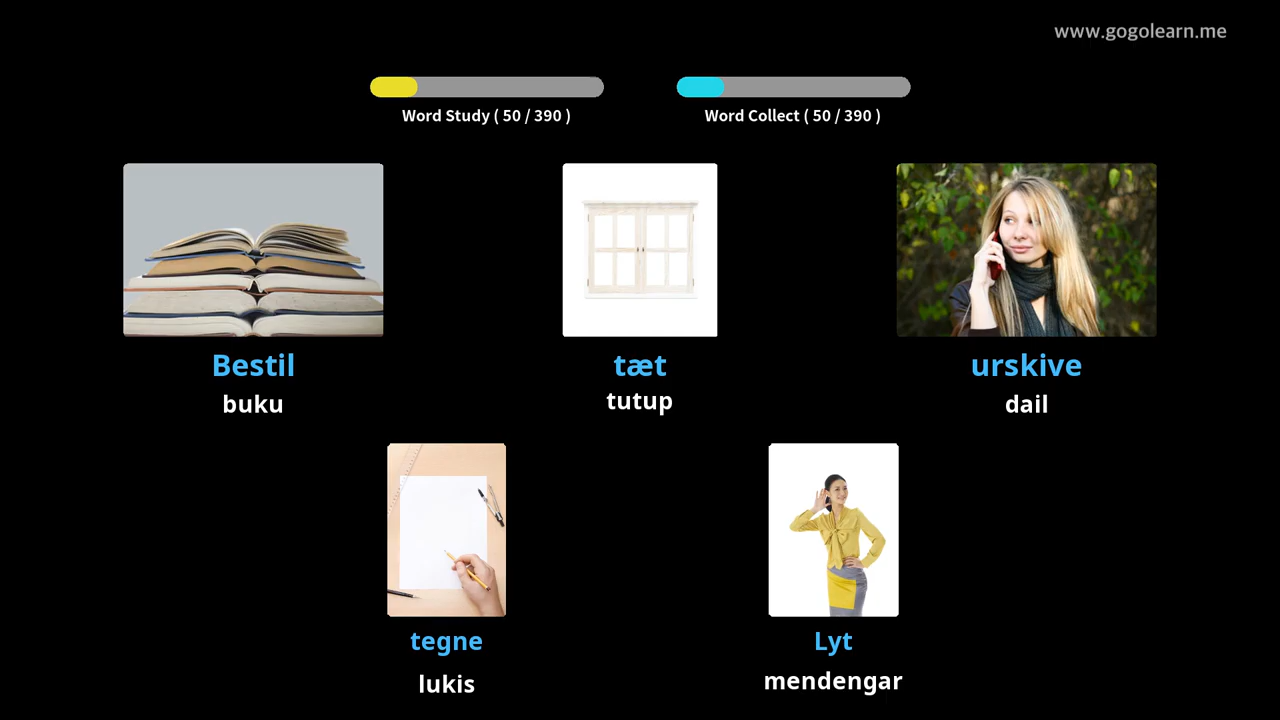 www.gogolearn.me
Word Study ( 50 / 390 )
Word Collect ( 50 / 390 )
Bestil
buku
tæt
tutup
urskive
dail
tegne
lukis
Lyt
mendengar